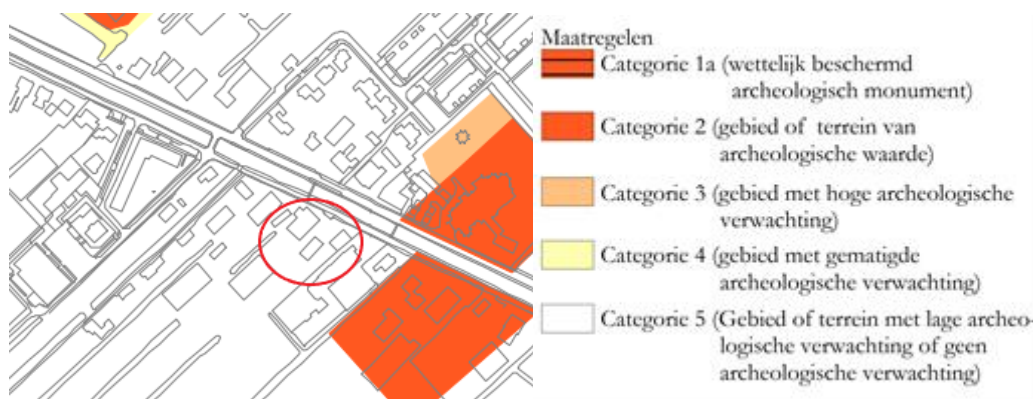 Maatregelen
Categorie 1a (wettelijk beschermd
archeologisch monument)
Categorie 2 (gebied of terrein van
archeologische waarde)
Categorie 3 (gebied met hoge archeologische
verwachting)
Categorie 4 (gebied met gematigde
archeologische verwachting)
Categorie 5 (Gebied of terrein met lage archeo-
logische verwachting of geen
archeologische verwachting)